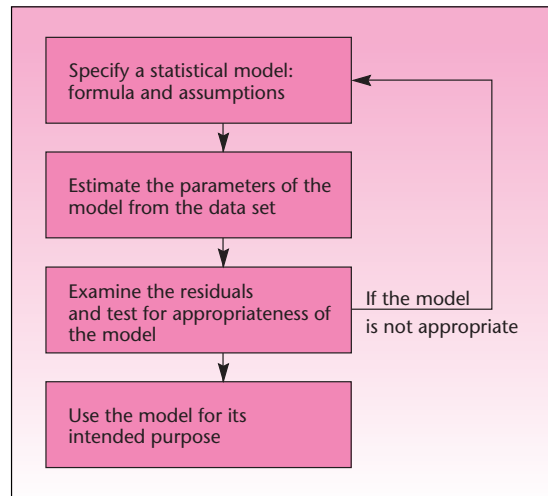 Specify a statistical model:
formula and assumptions
Estimate the parameters of the
model from the data set
Examine the residuals
and test for appropriateness of
the model
If the model
is not appropriate
Use the model for its
intended purpose